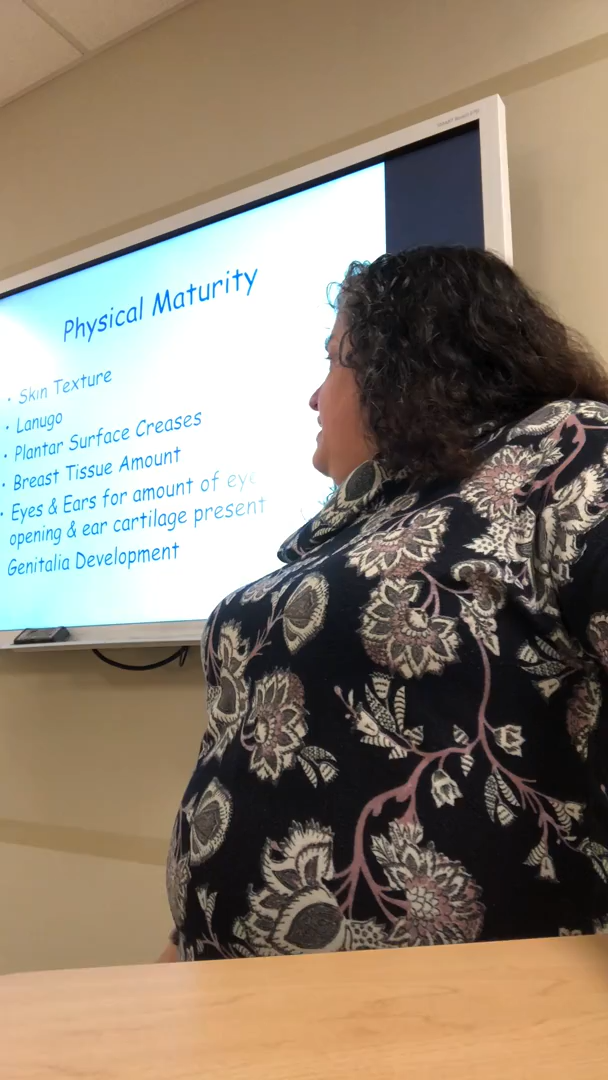 Physical Maturity
• Skin Texture
• Lanugo
• Plantar Surface Creases
• Breast Tissue Amount
• Eyes & Ears for amount of eye
opening & ear cartilage present
Genitalia Development